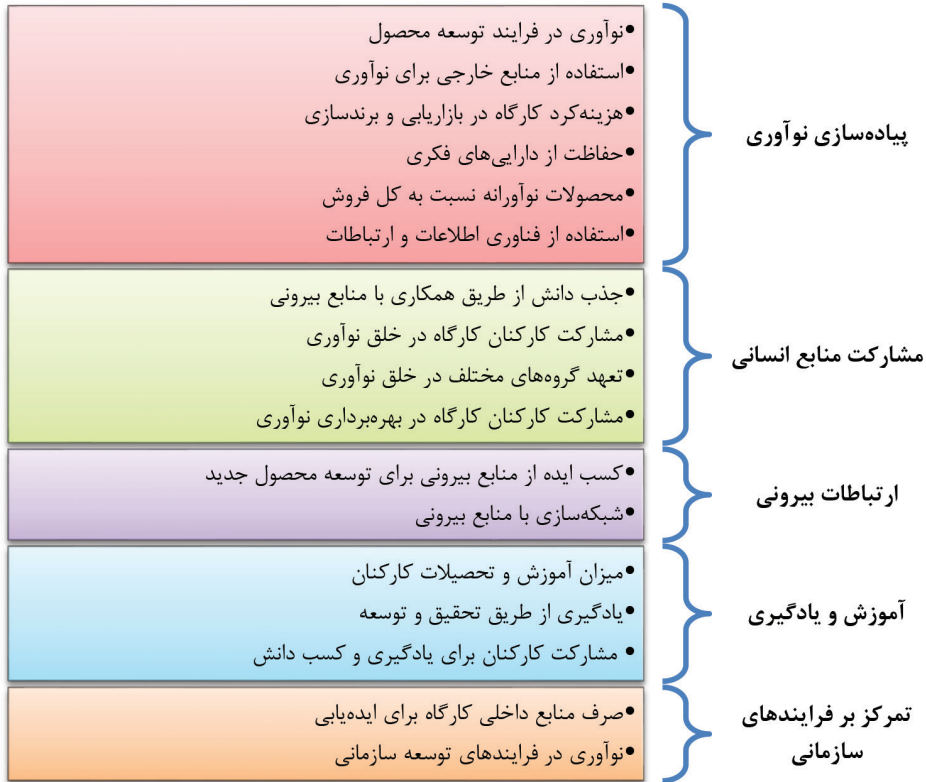 پیاده‌سازی نوآوری
•نوآوری در فرایند توسعه محصول
•استفاده از منابع خارجی برای نوآوری
•هزینه‌کرد کارگاه در بازاریابی و برندسازی
•حفاظت از دارایی‌های فکری
•محصولات نوآورانه نسبت به کل فروش
•استفاده از فناوری اطلاعات و ارتباطات
مشارکت منابع انسانی
•جذب دانش از طریق همکاری با منابع بیرونی
•مشارکت کارکنان کارگاه در خلق نوآوری
•تعهد گروه‌های مختلف در خلق نوآوری
•مشارکت کارکنان کارگاه در بهره‌برداری نوآوری
ارتباطات بیرونی
•کسب ایده از منابع بیرونی برای توسعه محصول جدید
•شبکه‌سازی با منابع بیرونی
آموزش و یادگیری
•میزان آموزش و تحصیلات کارکنان
•یادگیری از طریق تحقیق و توسعه
• مشارکت کارکنان برای یادگیری و کسب دانش
تمرکز بر فرایندهای
سازمانی
•صرف منابع داخلی کارگاه برای ایده‌یابی
•نوآوری در فرایندهای توسعه سازمانی